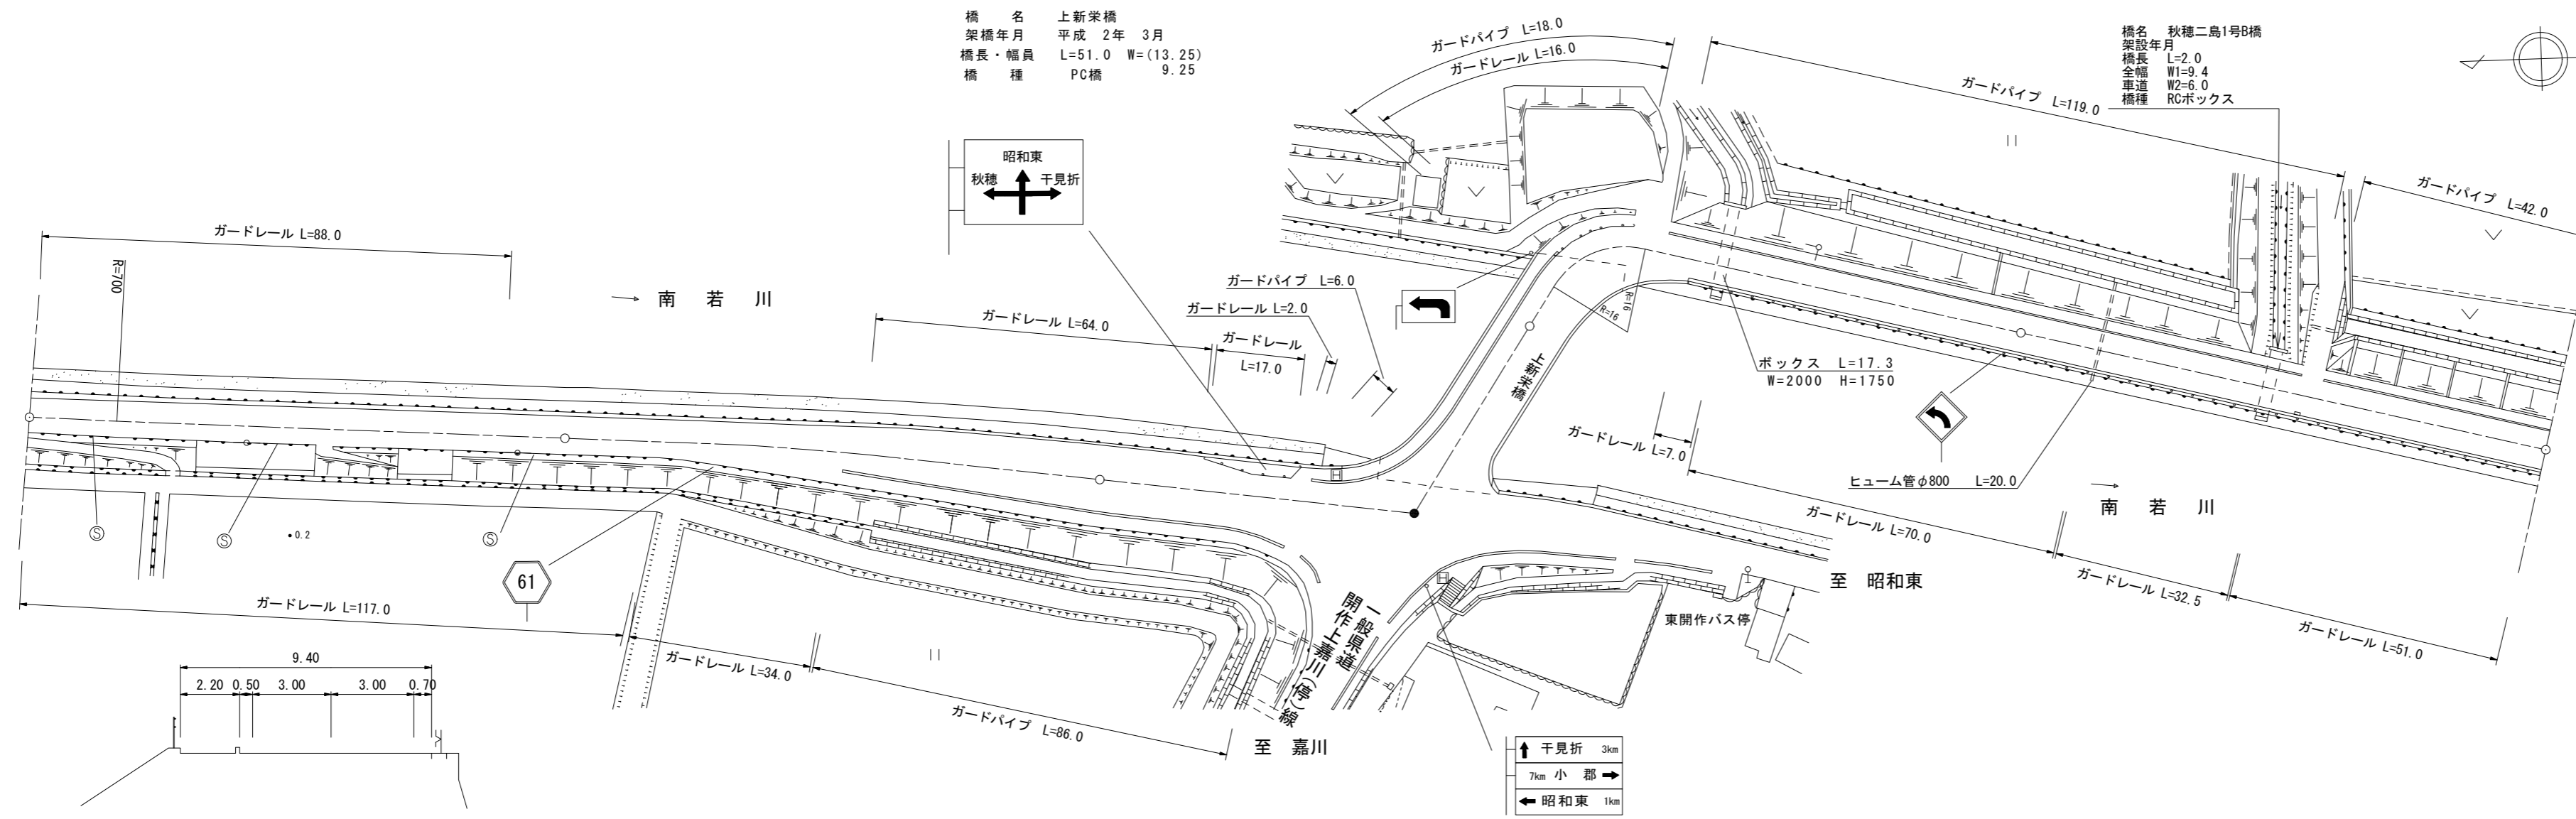 橋 名 上新栄橋
架橋年月 平成 2年 3月
橋長・幅員 L=51.0 W=(13.25)
9.25
橋 種 PC橋
橋名 秋穂二島1号B橋
架設年月
橋長 L=2.0
全幅 W1=9.4
車道 W2=6.0
橋種 RCボックス
ガードパイプ L=18.0
ガードレール L=16.0
ガードパイプ L=119.0
ガードパイプ L=42.0
昭和東
秋穂 干見折
ガードレール L=88.0
R=700
南 若 川
ガードレール L=64.0
ガードレール
L=17.0
ガードレール L=2.0
ガードパイプ L=6.0
R=16
R=16
上新栄橋
ボックス L=17.3
W=2000 H=1750
ガードレール L=7.0
ヒューム管φ800 L=20.0
南 若 川
ガードレール L=70.0
ガードレール L=32.5
ガードレール L=51.0
至 昭和東
東開作バス停
S
S
S
0.2
61
ガードレール L=117.0
ガードレール L=34.0
ガードパイプ L=86.0
一般県道
開作上嘉川(停)線
至 嘉川
9.40
2.20 0.50 3.00 3.00 0.70
干見折 3km
7km 小 郡
昭和東 1km